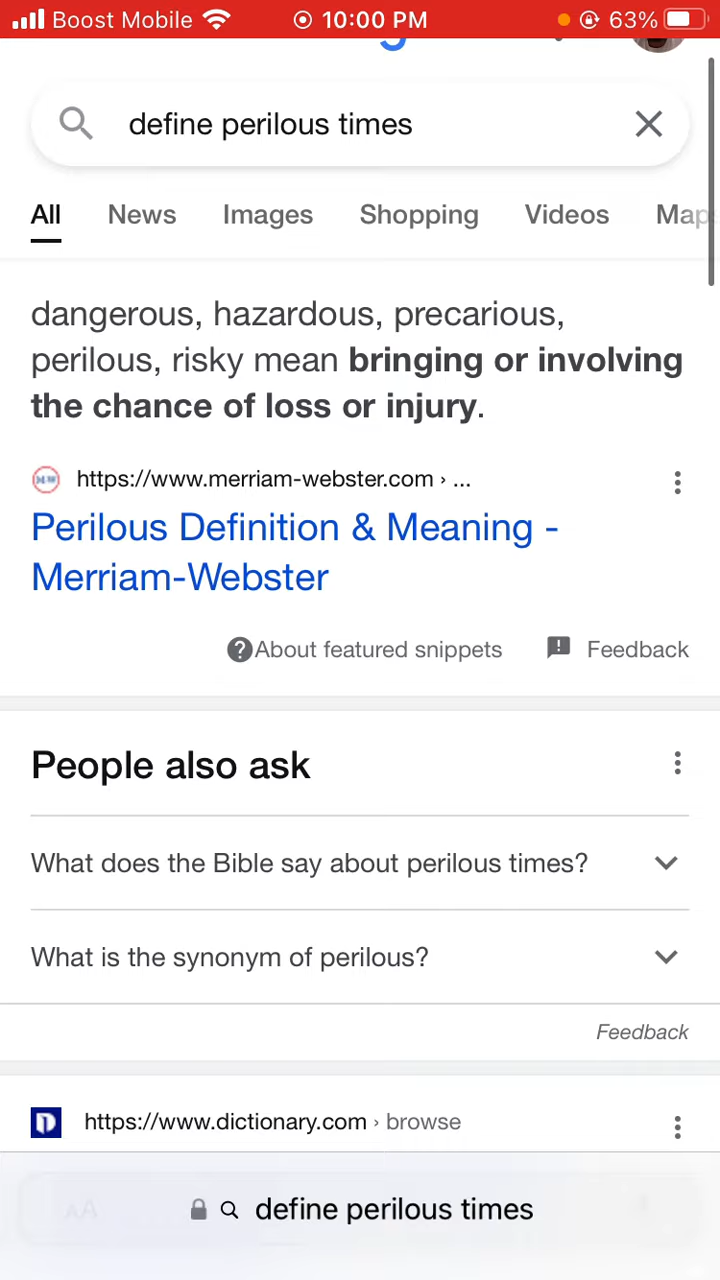 Boost Mobile 10:00 PM 63%
define perilous times
All News Images Shopping Videos Map
dangerous, hazardous, precarious,
perilous, risky mean bringing or involving
the chance of loss or injury.
https://www.merriam-webster.com › ...
Perilous Definition & Meaning -
Merriam-Webster
About featured snippets Feedback
People also ask
What does the Bible say about perilous times?
What is the synonym of perilous?
Feedback
https://www.dictionary.com › browse
AA define perilous times